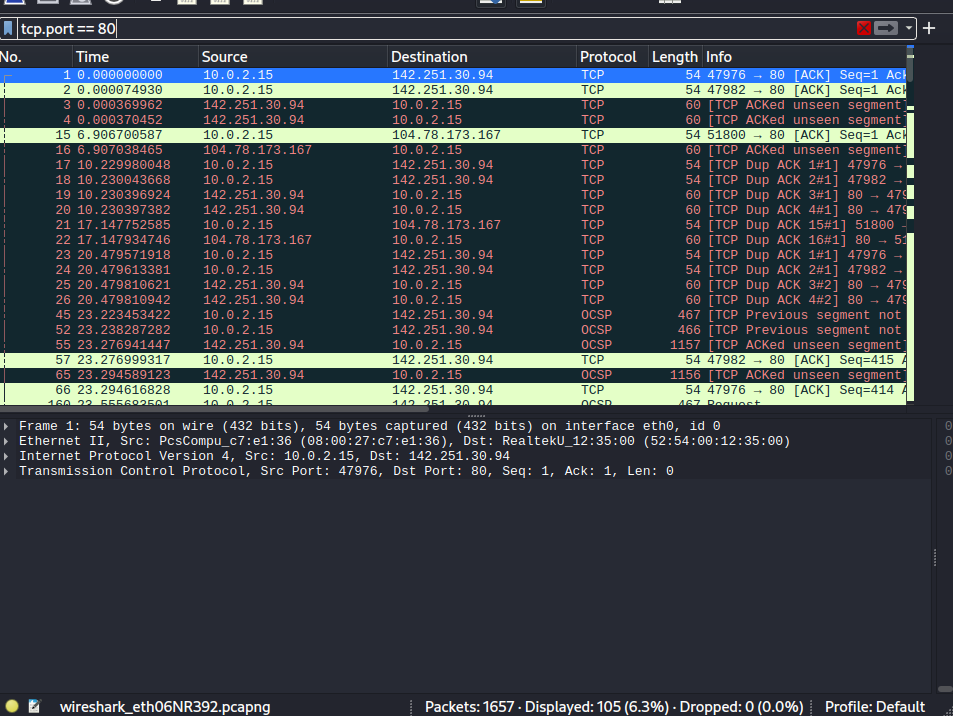 tcp.port == 80
No. Time Source Destination Protocol Length Info
1 0.000000000 10.0.2.15 142.251.30.94 TCP 54 47976 → 80 [ACK] Seq=1 Ack
2 0.000074930 10.0.2.15 142.251.30.94 TCP 54 47982 → 80 [ACK] Seq=1 Ack
3 0.000369962 142.251.30.94 10.0.2.15 TCP 60 [TCP ACKed unseen segment]
4 0.000370452 142.251.30.94 10.0.2.15 TCP 60 [TCP ACKed unseen segment]
15 6.906700587 10.0.2.15 104.78.173.167 TCP 54 51800 → 80 [ACK] Seq=1 Ack
16 6.907038465 104.78.173.167 10.0.2.15 TCP 60 [TCP ACKed unseen segment]
17 10.229980048 10.0.2.15 142.251.30.94 TCP 54 [TCP Dup ACK 1#1] 47976 →
18 10.230043668 10.0.2.15 142.251.30.94 TCP 54 [TCP Dup ACK 2#1] 47982 →
19 10.230396924 142.251.30.94 10.0.2.15 TCP 60 [TCP Dup ACK 3#1] 80 → 479
20 10.230397382 142.251.30.94 10.0.2.15 TCP 60 [TCP Dup ACK 4#1] 80 → 479
21 17.147752585 10.0.2.15 104.78.173.167 TCP 54 [TCP Dup ACK 15#1] 51800
22 17.147934746 104.78.173.167 10.0.2.15 TCP 60 [TCP Dup ACK 16#1] 80 → 51
23 20.479571918 10.0.2.15 142.251.30.94 TCP 54 [TCP Dup ACK 1#1] 47976 →
24 20.479613381 10.0.2.15 142.251.30.94 TCP 54 [TCP Dup ACK 2#1] 47982 →
25 20.479810621 142.251.30.94 10.0.2.15 TCP 60 [TCP Dup ACK 3#2] 80 → 479
26 20.479810942 142.251.30.94 10.0.2.15 TCP 60 [TCP Dup ACK 4#2] 80 → 479
45 23.223453422 10.0.2.15 142.251.30.94 OCSP 467 [TCP Previous segment not
52 23.238287282 10.0.2.15 142.251.30.94 OCSP 466 [TCP Previous segment not
55 23.276941447 142.251.30.94 10.0.2.15 OCSP 1157 [TCP ACKed unseen segment]
57 23.276999317 10.0.2.15 142.251.30.94 TCP 54 47982 → 80 [ACK] Seq=415 A
65 23.294589123 142.251.30.94 10.0.2.15 OCSP 1156 [TCP ACKed unseen segment]
66 23.294616828 10.0.2.15 142.251.30.94 TCP 54 47976 → 80 [ACK] Seq=414 A
160 23.555683501 10.0.2.15 142.251.30.94 OCSP 467 Request
Frame 1: 54 bytes on wire (432 bits), 54 bytes captured (432 bits) on interface eth0, id 0
Ethernet II, Src: PcsCompu_c7:e1:36 (08:00:27:c7:e1:36), Dst: RealtekU_12:35:00 (52:54:00:12:35:00)
Internet Protocol Version 4, Src: 10.0.2.15, Dst: 142.251.30.94
Transmission Control Protocol, Src Port: 47976, Dst Port: 80, Seq: 1, Ack: 1, Len: 0
wireshark_eth06NR392.pcapng Packets: 1657 · Displayed: 105 (6.3%) · Dropped: 0 (0.0%) Profile: Default